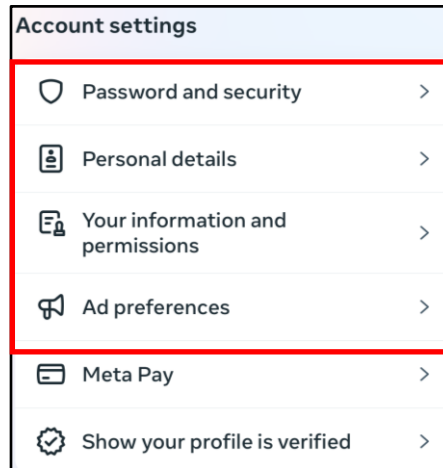 Account settings
Password and security
Personal details
Your information and
permissions
Ad preferences
Meta Pay
Show your profile is verified